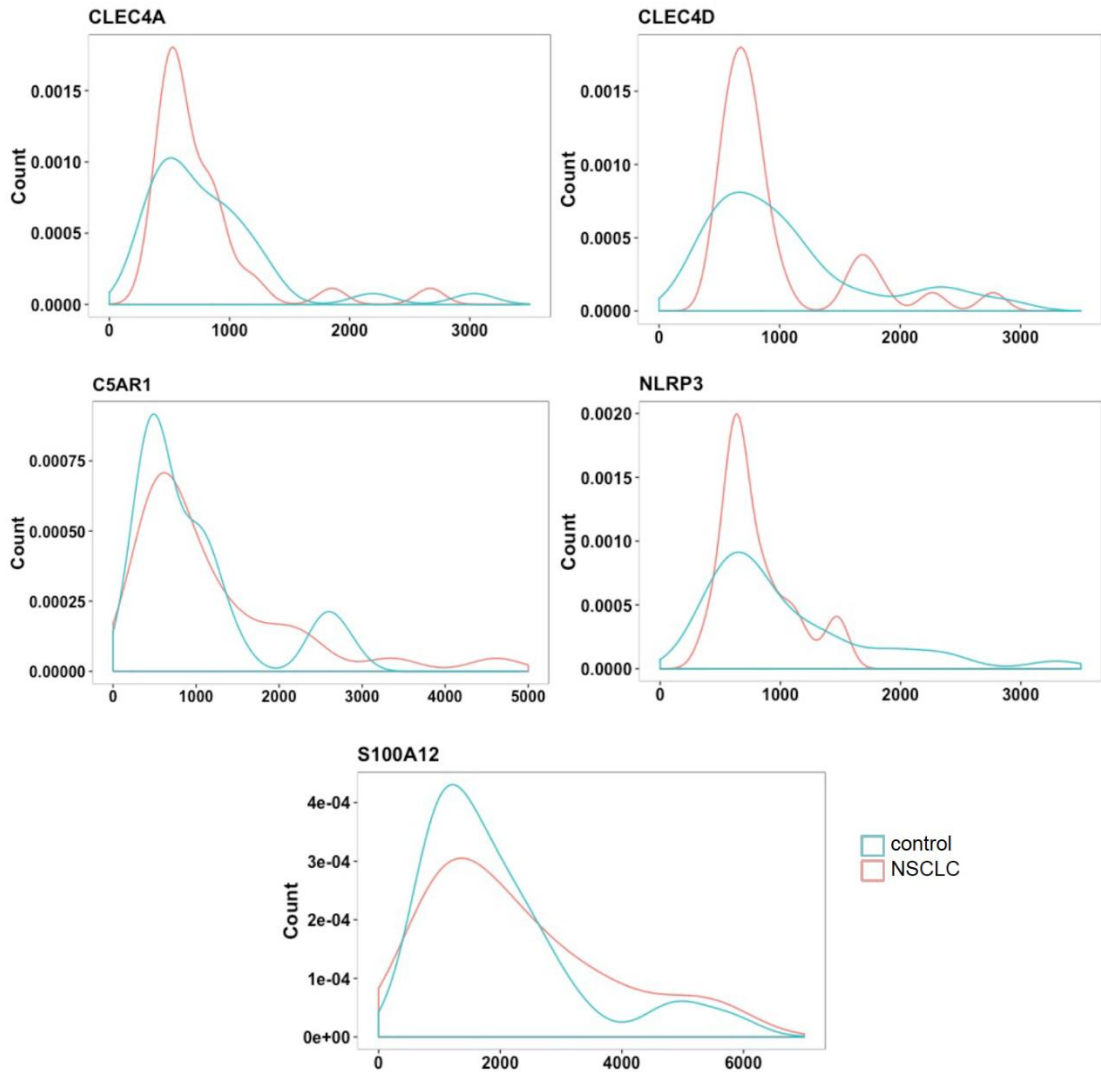 CLEC4A
Count
0.0015
0.0010
0.0005
0.0000
0 1000 2000 3000
CLEC4D
Count
0.0015
0.0010
0.0005
0.0000
0 1000 2000 3000
C5AR1
Count
0.00075
0.00050
0.00025
0.00000
0 1000 2000 3000 4000 5000
NLRP3
Count
0.0020
0.0015
0.0010
0.0005
0.0000
0 1000 2000 3000
S100A12
Count
4e-04
3e-04
2e-04
1e-04
0e+00
0 2000 4000 6000
control
NSCLC